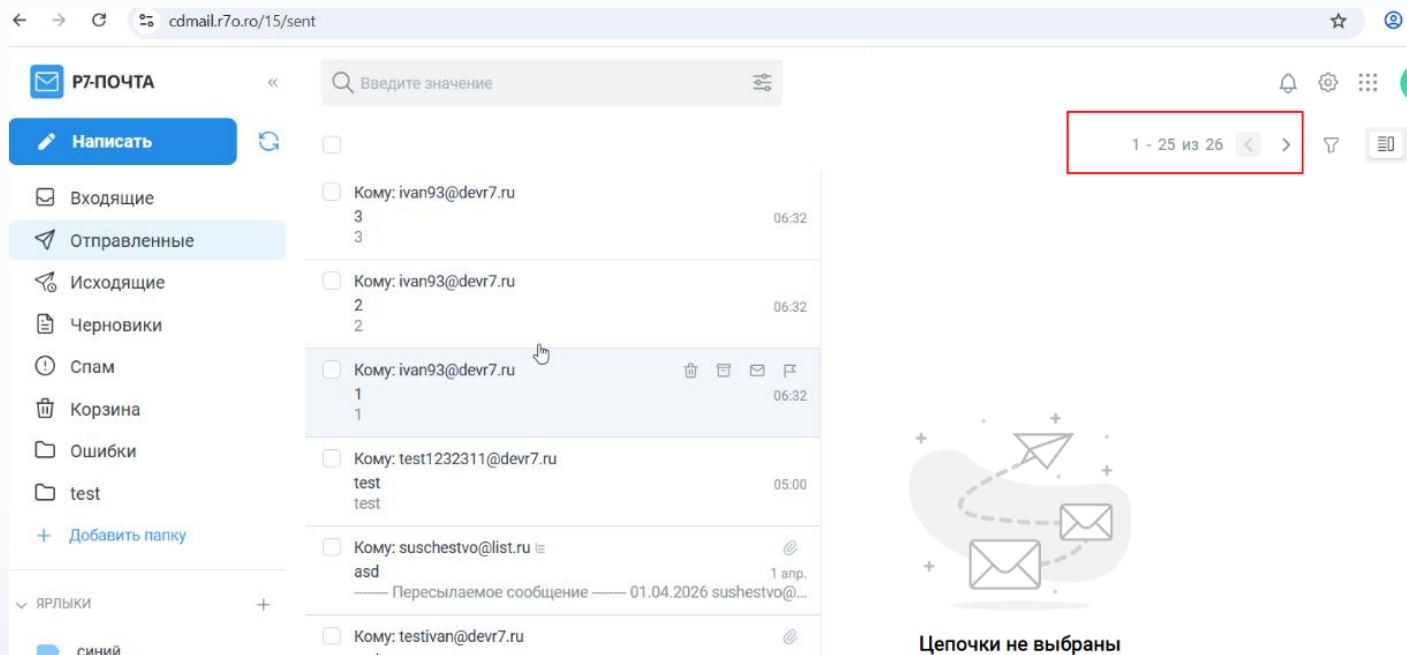 cdmail.r7o.ro/15/sent
Р7-ПОЧТА
Введите значение
Написать
1 - 25 из 26
Входящие
Отправленные
Исходящие
Черновики
Спам
Корзина
Ошибки
test
Добавить папку
ЯРЛЫКИ
синий
Кому: ivan93@devr7.ru
3
06:32
3
Кому: ivan93@devr7.ru
2
06:32
2
Кому: ivan93@devr7.ru
1
06:32
1
Кому: test1232311@devr7.ru
test
05:00
test
Кому: suschestvo@list.ru
asd
1 апр.
------- Пересылаемое сообщение ------- 01.04.2026 sushestvo@...
Кому: testivan@devr7.ru
Цепочки не выбраны